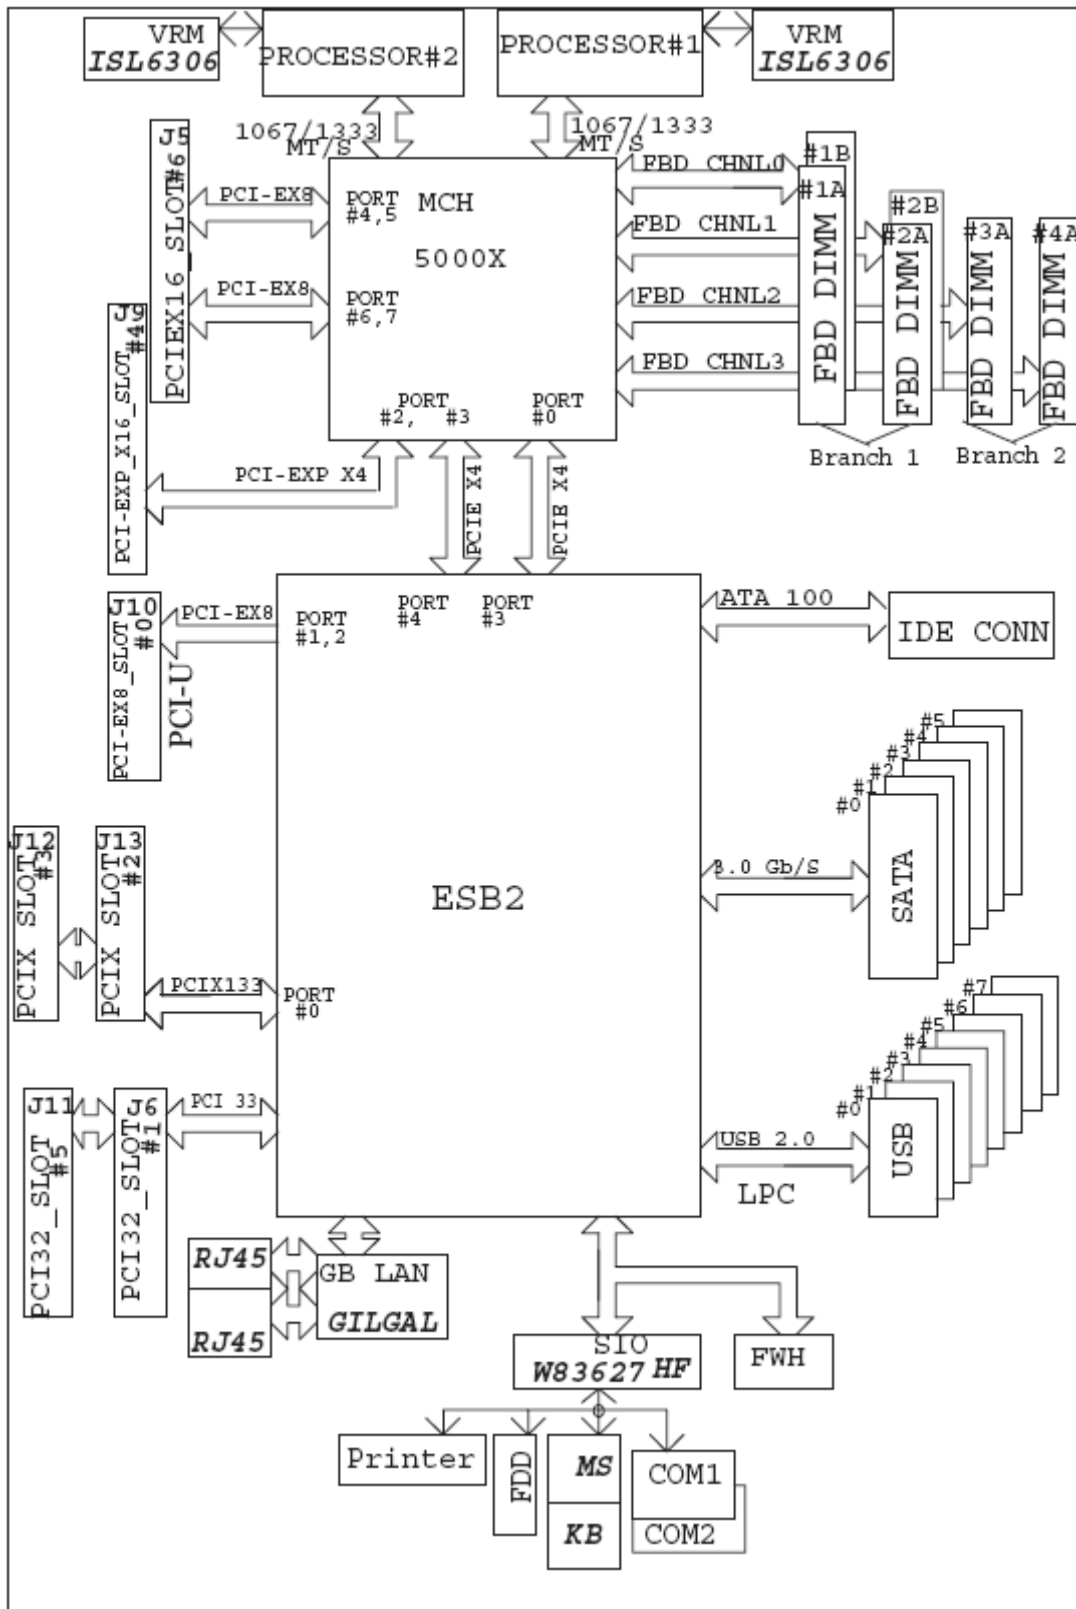 VRM
ISL6306
PROCESSOR#2
PROCESSOR#1
VRM
ISL6306
1067/1333
MT/S
1067/1333
MT/S
J5
#6
PCIEX16_SLOT
PCI-EX8
PORT
#4,5
MCH
5000X
PCI-EX8
PORT
#6,7
PORT
#2,
#3
PORT
#0
FBD CHNL0
FBD CHNL1
FBD CHNL2
FBD CHNL3
#1B
#1A
FBD DIMM
#2B
#2A
FBD DIMM
#3A
FBD DIMM
#4A
FBD DIMM
Branch 1
Branch 2
J9
#4
PCI-EXP_X16_SLOT
PCI-EXP X4
PCIE X4
PCIE X4
J10
#0
PCI-EX8_SLOT
PCI-U
PCI-EX8
PORT
#1,2
PORT
#4
PORT
#3
ATA 100
IDE CONN
ESB2
3.0 Gb/S
#0
#1
#2
#3
#4
#5
SATA
J12
#3
PCIX SLOT
J13
#2
PCIX SLOT
PCIX133
PORT
#0
J11
#5
PCI32_SLOT
J6
#1
PCI32_SLOT
PCI 33
#0
#1
#2
#3
#4
#5
#6
#7
USB
USB 2.0
LPC
RJ45
RJ45
GB LAN
GILGAL
SIO
W83627 HF
FWH
Printer
FDD
MS
KB
COM1
COM2